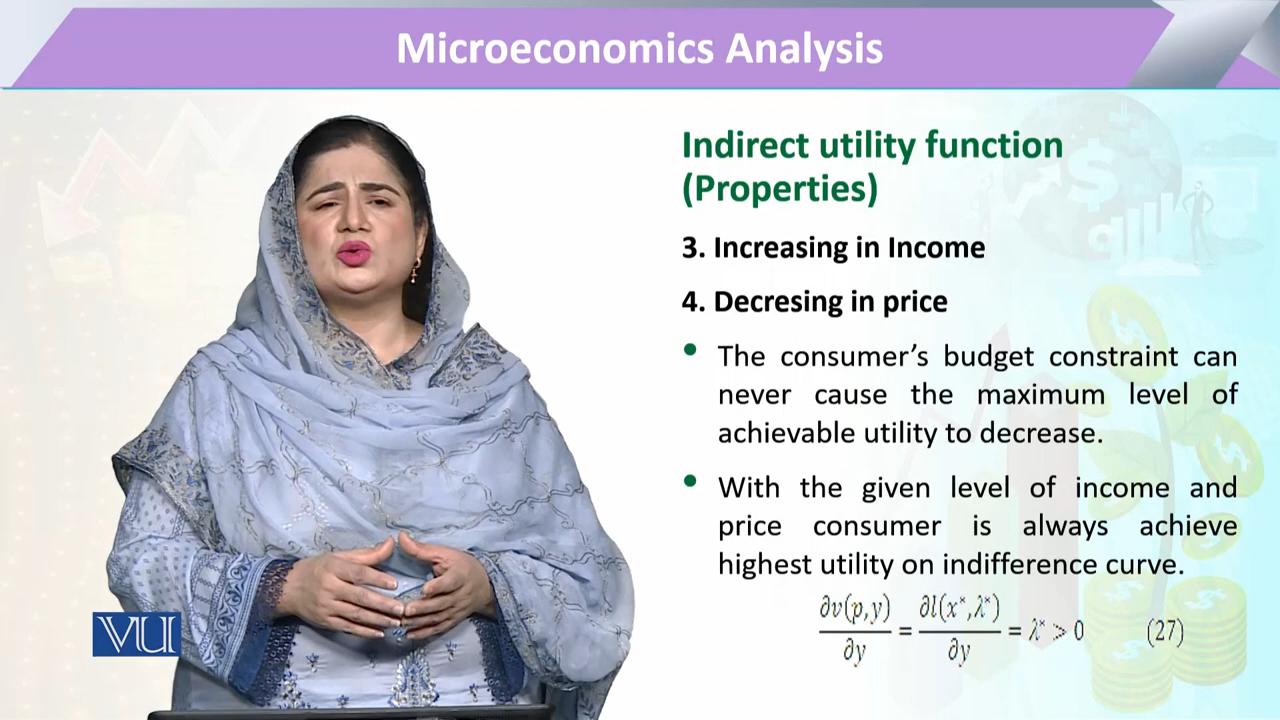 Microeconomics Analysis
Indirect utility function
(Properties)
3. Increasing in Income
4. Decresing in price
• The consumer’s budget constraint can
never cause the maximum level of
achievable utility to decrease.
• With the given level of income and
price consumer is always achieve
highest utility on indifference curve.
∂v(p,y)/∂y = ∂l(x*,λ*)/∂y = λ* > 0 (27)
VU